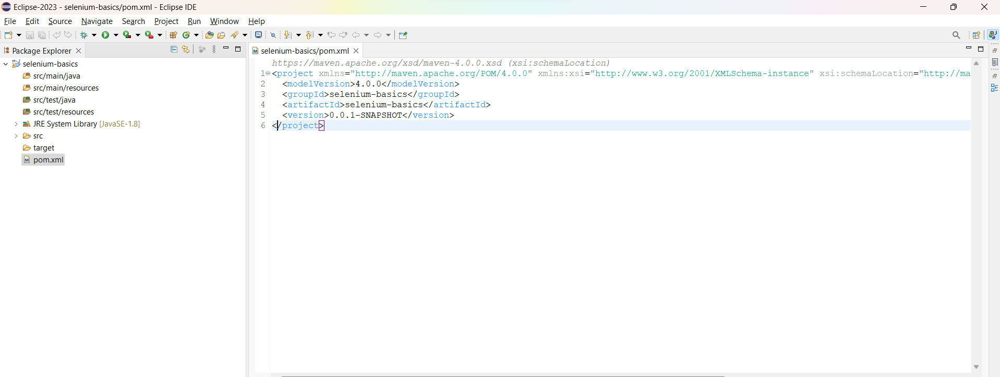 Eclipse-2023 - selenium-basics/pom.xml - Eclipse IDE
File Edit Source Navigate Search Project Run Window Help
Package Explorer
selenium-basics
src/main/java
src/main/resources
src/test/java
src/test/resources
JRE System Library [JavaSE-1.8]
src
target
pom.xml
selenium-basics/pom.xml
https://maven.apache.org/xsd/maven-4.0.0.xsd (xsi:schemaLocation)
1 <project xmlns="http://maven.apache.org/POM/4.0.0" xmlns:xsi="http://www.w3.org/2001/XMLSchema-instance" xsi:schemaLocation="http://ma
2 <modelVersion>4.0.0</modelVersion>
3 <groupId>selenium-basics</groupId>
4 <artifactId>selenium-basics</artifactId>
5 <version>0.0.1-SNAPSHOT</version>
6 </project>